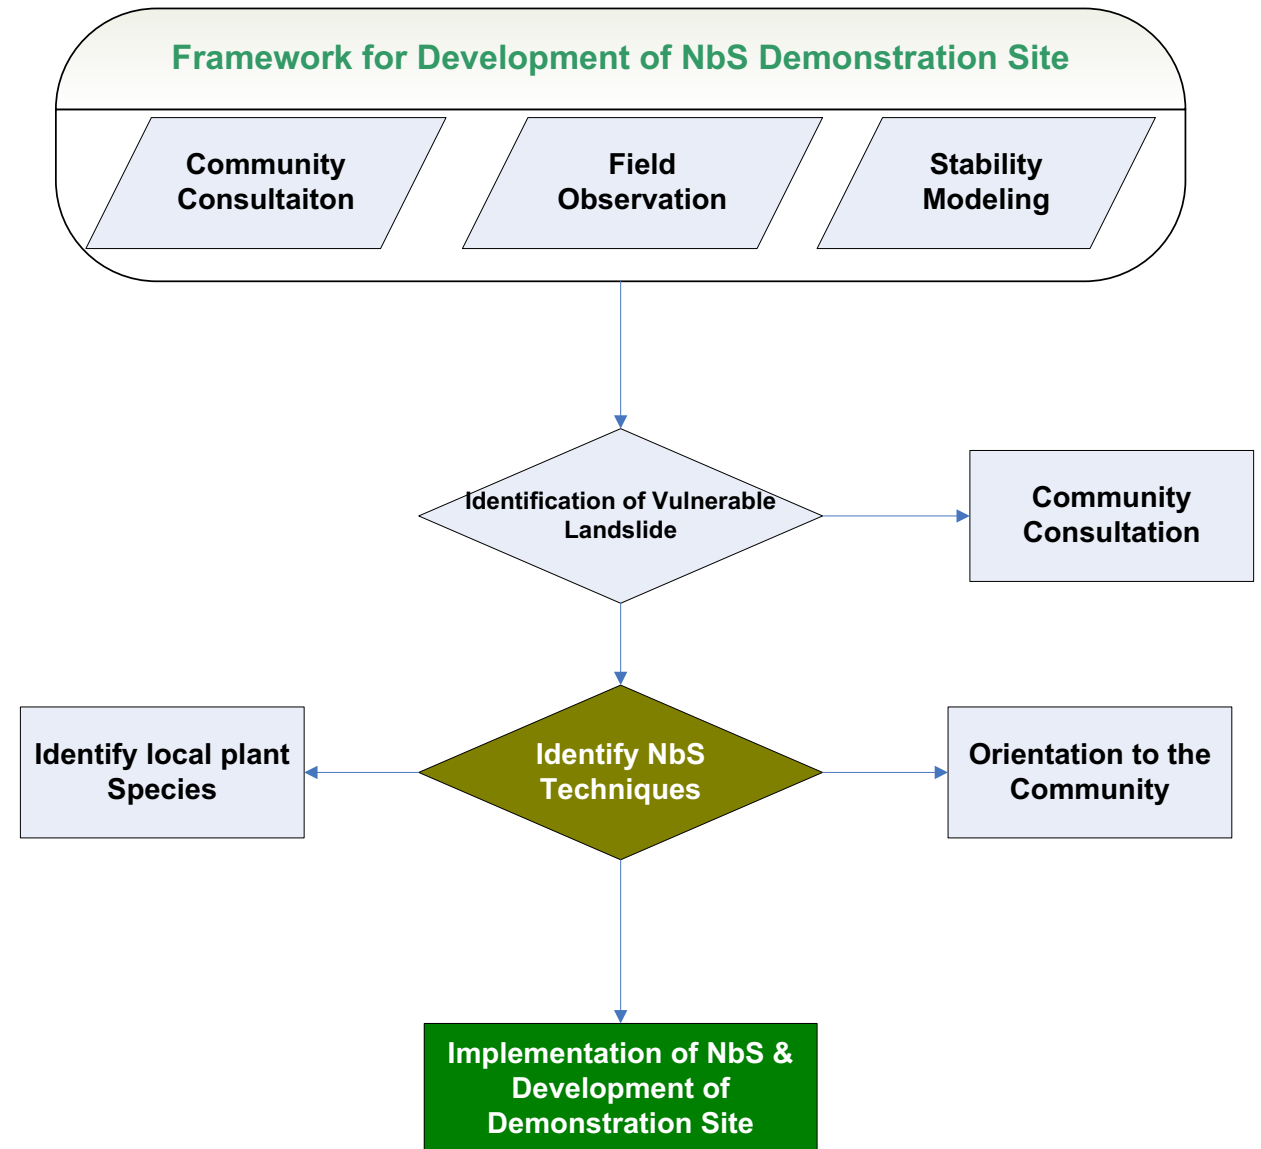 Framework for Development of NbS Demonstration Site
Community
Consultaiton
Field
Observation
Stability
Modeling
Identification of Vulnerable
Landslide
Community
Consultation
Identify local plant
Species
Identify NbS
Techniques
Orientation to the
Community
Implementation of NbS &
Development of
Demonstration Site